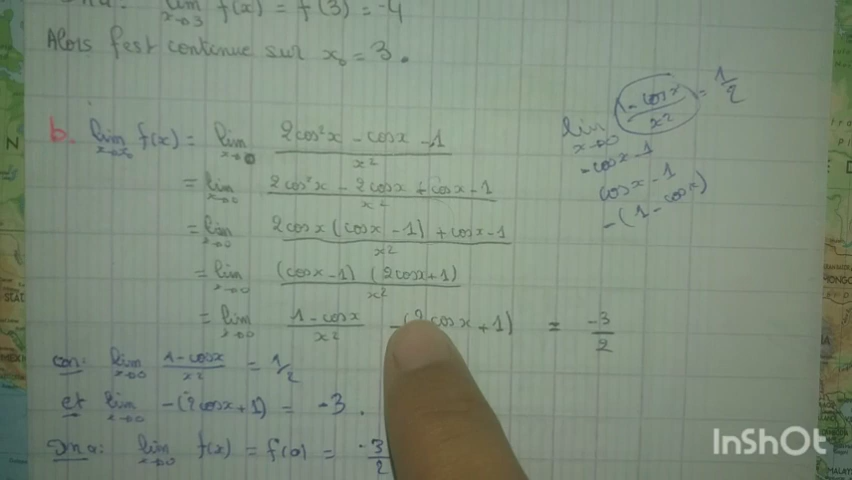 lim x→3 f(x) = f(3) = -4
Alors f est continue sur x₀ = 3.
b. lim x→x₀ f(x) = lim x→0 (2cos²x - cosx - 1)/x²
= lim x→0 (2cos²x - 2cosx + cosx - 1)/x²
= lim x→0 (2cosx (cosx - 1) + cosx - 1)/x²
= lim x→0 (cosx - 1) (2cosx + 1)/x²
= lim x→0 (1 - cosx)/x² -(2cosx + 1) = -3/2
car: lim x→0 (1 - cosx)/x² = 1/2
et lim x→0 -(2cosx + 1) = -3.
lim x→0 f(x) = f(0) = -3/2
lim x→0 (1 - cosx)/x² = 1/2
-cosx - 1
cosx - 1
-(1 - cosx)
InShOt